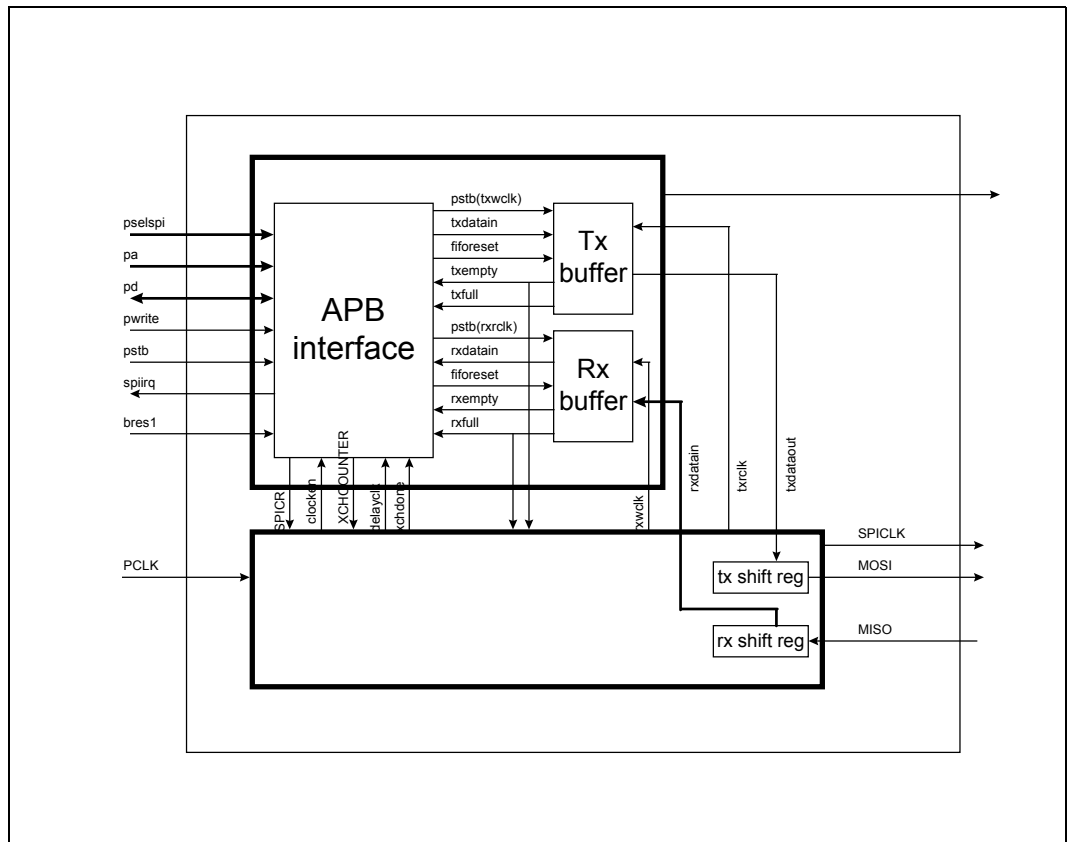 pselspi
pa
pd
pwrite
pstb
spiirq
bres1
APB
interface
pstb(txwclk)
txdatain
fiforeset
txempty
txfull
pstb(rxrclk)
rxdatain
fiforeset
rxempty
rxfull
Tx
buffer
Rx
buffer
SPICR
clocken
XCHCOUNTER
delayclk
xchdone
rxwclk
rxdatain
txrclk
txdataout
PCLK
tx shift reg
rx shift reg
SPICLK
MOSI
MISO